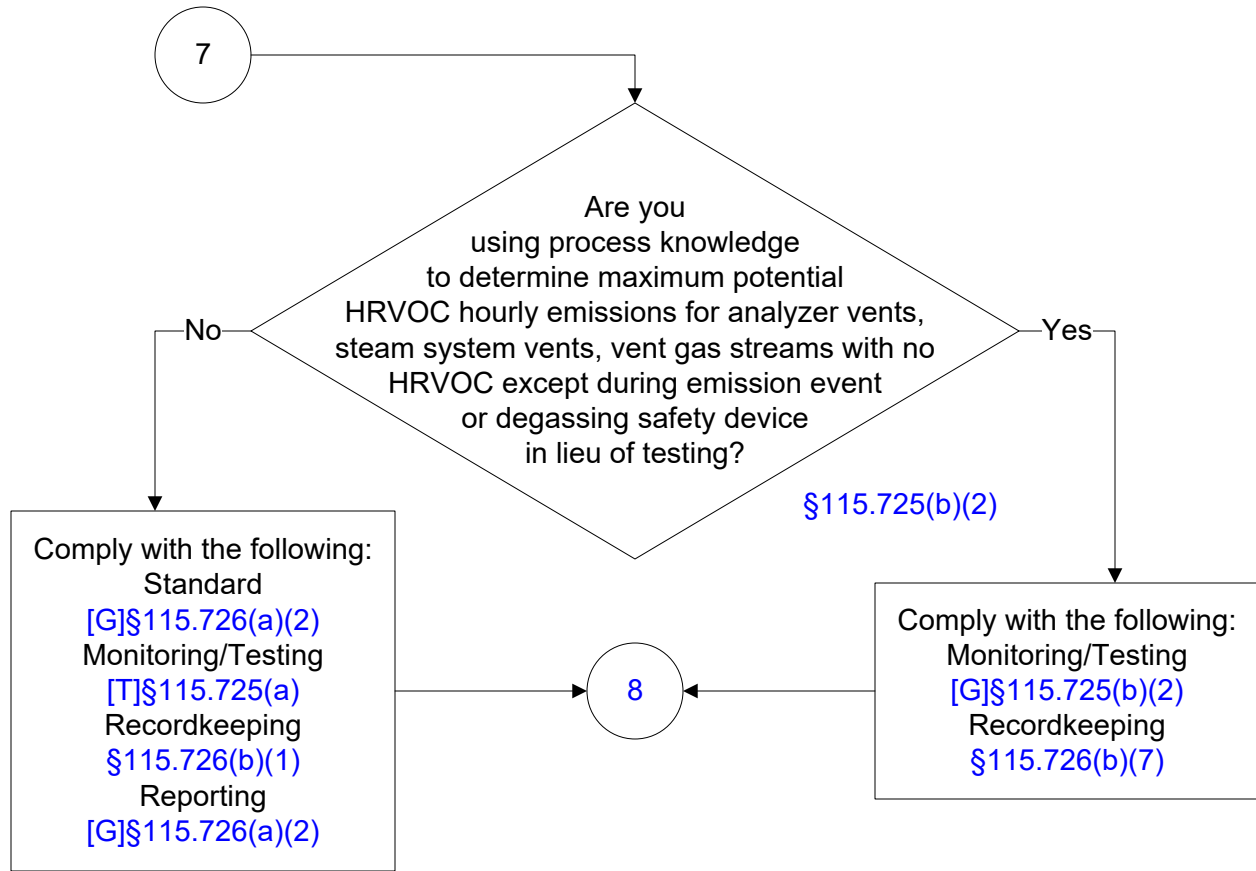 7
Are you
using process knowledge
to determine maximum potential
HRVOC hourly emissions for analyzer vents,
steam system vents, vent gas streams with no
HRVOC except during emission event
or degassing safety device
in lieu of testing?
No
Yes
§115.725(b)(2)
Comply with the following:
Standard
[G]§115.726(a)(2)
Monitoring/Testing
[T]§115.725(a)
Recordkeeping
§115.726(b)(1)
Reporting
[G]§115.726(a)(2)
8
Comply with the following:
Monitoring/Testing
[G]§115.725(b)(2)
Recordkeeping
§115.726(b)(7)